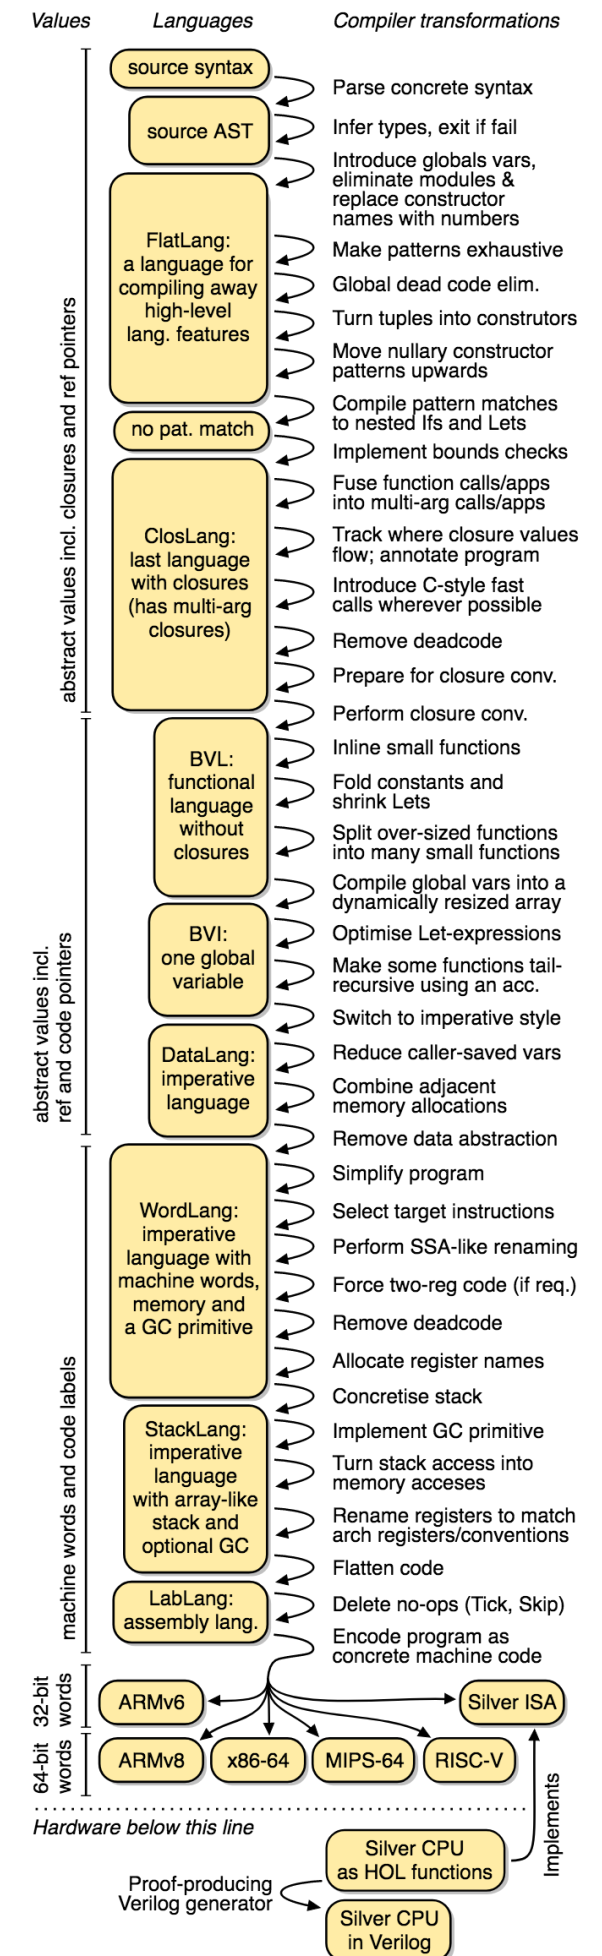 Values Languages Compiler transformations
source syntax
Parse concrete syntax
source AST
Infer types, exit if fail
Introduce globals vars,
eliminate modules &
replace constructor
names with numbers
FlatLang:
a language for
compiling away
high-level
lang. features
Make patterns exhaustive
Global dead code elim.
Turn tuples into construtors
Move nullary constructor
patterns upwards
Compile pattern matches
to nested Ifs and Lets
no pat. match
Implement bounds checks
Fuse function calls/apps
into multi-arg calls/apps
ClosLang:
last language
with closures
(has multi-arg
closures)
Track where closure values
flow; annotate program
Introduce C-style fast
calls wherever possible
Remove deadcode
Prepare for closure conv.
abstract values incl. closures and ref pointers
Perform closure conv.
BVL:
functional
language
without
closures
Inline small functions
Fold constants and
shrink Lets
Split over-sized functions
into many small functions
Compile global vars into a
dynamically resized array
BVI:
one global
variable
Optimise Let-expressions
Make some functions tail-
recursive using an acc.
Switch to imperative style
DataLang:
imperative
language
Reduce caller-saved vars
Combine adjacent
memory allocations
abstract values incl.
ref and code pointers
Remove data abstraction
WordLang:
imperative
language with
machine words,
memory and
a GC primitive
Simplify program
Select target instructions
Perform SSA-like renaming
Force two-reg code (if req.)
Remove deadcode
Allocate register names
Concretise stack
StackLang:
imperative
language
with array-like
stack and
optional GC
Implement GC primitive
Turn stack access into
memory acceses
Rename registers to match
arch registers/conventions
Flatten code
LabLang:
assembly lang.
Delete no-ops (Tick, Skip)
Encode program as
concrete machine code
machine words and code labels
32-bit
words
ARMv6
Silver ISA
64-bit
words
ARMv8
x86-64
MIPS-64
RISC-V
Hardware below this line
Implements
Silver CPU
as HOL functions
Proof-producing
Verilog generator
Silver CPU
in Verilog